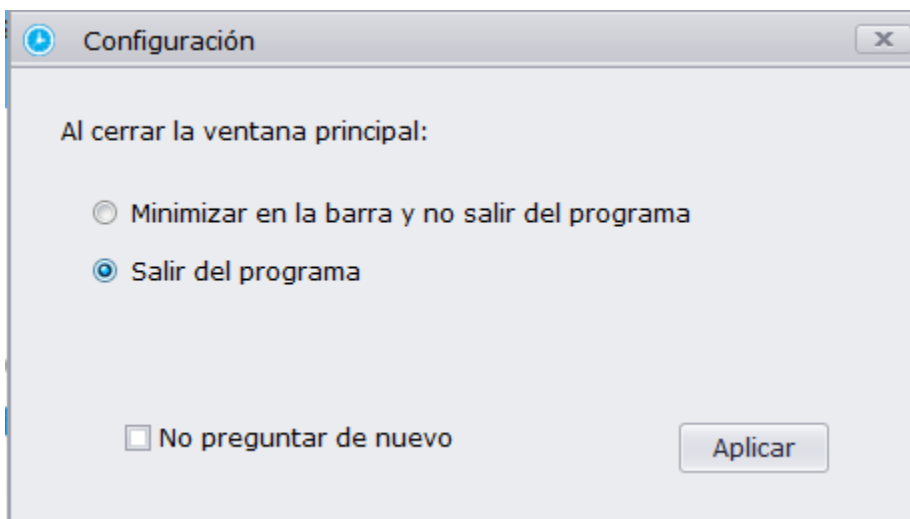 Configuración
Al cerrar la ventana principal:
Minimizar en la barra y no salir del programa
Salir del programa
No preguntar de nuevo
Aplicar